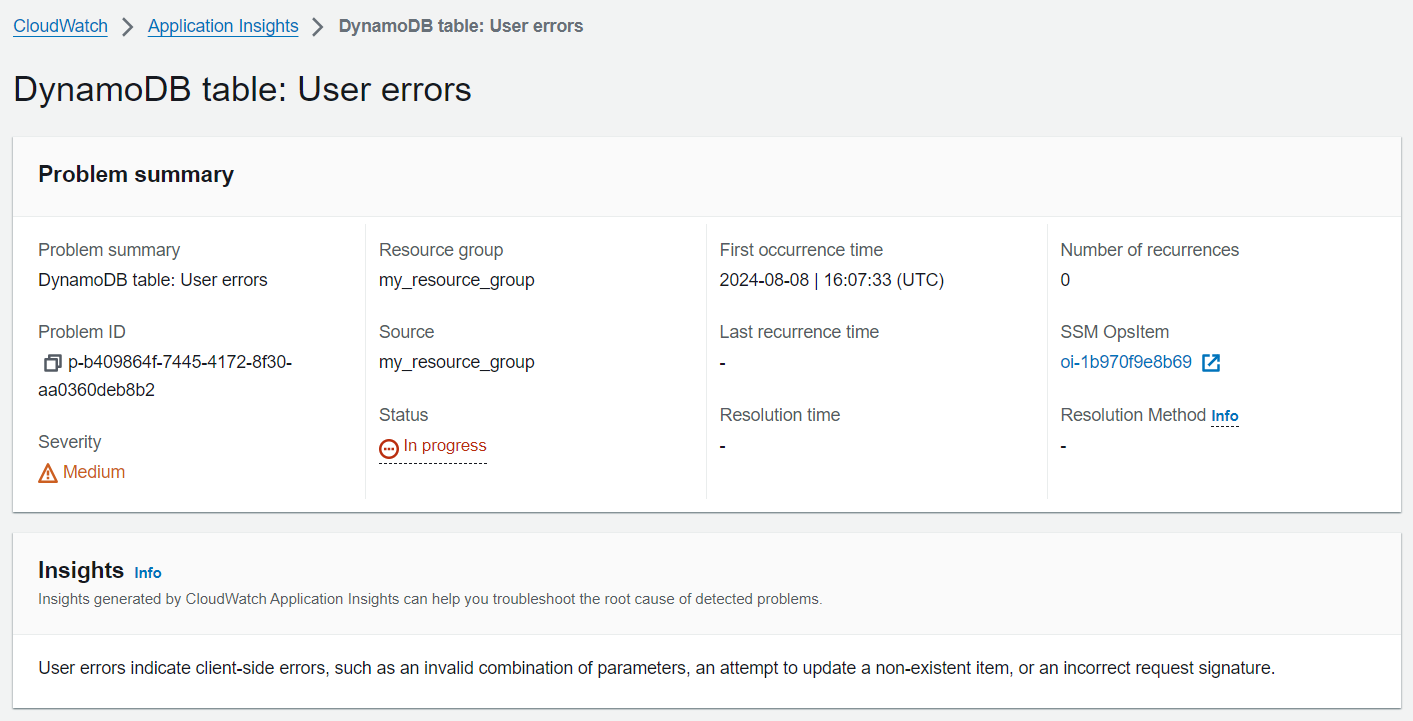 CloudWatch > Application Insights > DynamoDB table: User errors
DynamoDB table: User errors
Problem summary
Problem summary
DynamoDB table: User errors
Problem ID
p-b409864f-7445-4172-8f30-
aa0360deb8b2
Severity
Medium
Resource group
my_resource_group
Source
my_resource_group
Status
In progress
First occurrence time
2024-08-08 | 16:07:33 (UTC)
Last recurrence time
-
Resolution time
-
Number of recurrences
0
SSM OpsItem
oi-1b970f9e8b69
Resolution Method Info
-
Insights Info
Insights generated by CloudWatch Application Insights can help you troubleshoot the root cause of detected problems.
User errors indicate client-side errors, such as an invalid combination of parameters, an attempt to update a non-existent item, or an incorrect request signature.